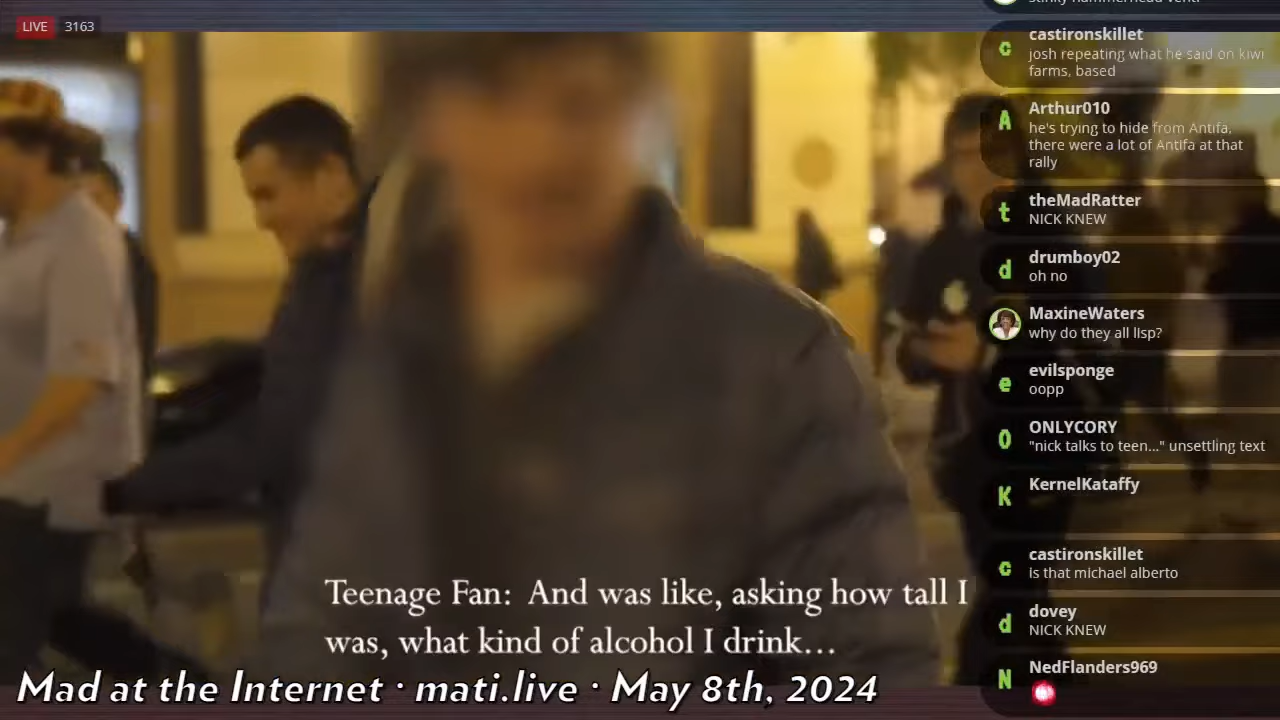 LIVE 3163
stinky hammerhead vent.
castironskillet
josh repeating what he said on kiwi
farms, based
Arthur010
he's trying to hide from Antifa,
there were a lot of Antifa at that
rally
theMadRatter
NICK KNEW
drumboy02
oh no
MaxineWaters
why do they all lisp?
evilsponge
oopp
ONLYCORY
"nick talks to teen..." unsettling text
KernelKataffy
castironskillet
is that michael alberto
dovey
NICK KNEW
NedFlanders969
Teenage Fan: And was like, asking how tall I
was, what kind of alcohol I drink...
Mad at the Internet · mati.live · May 8th, 2024